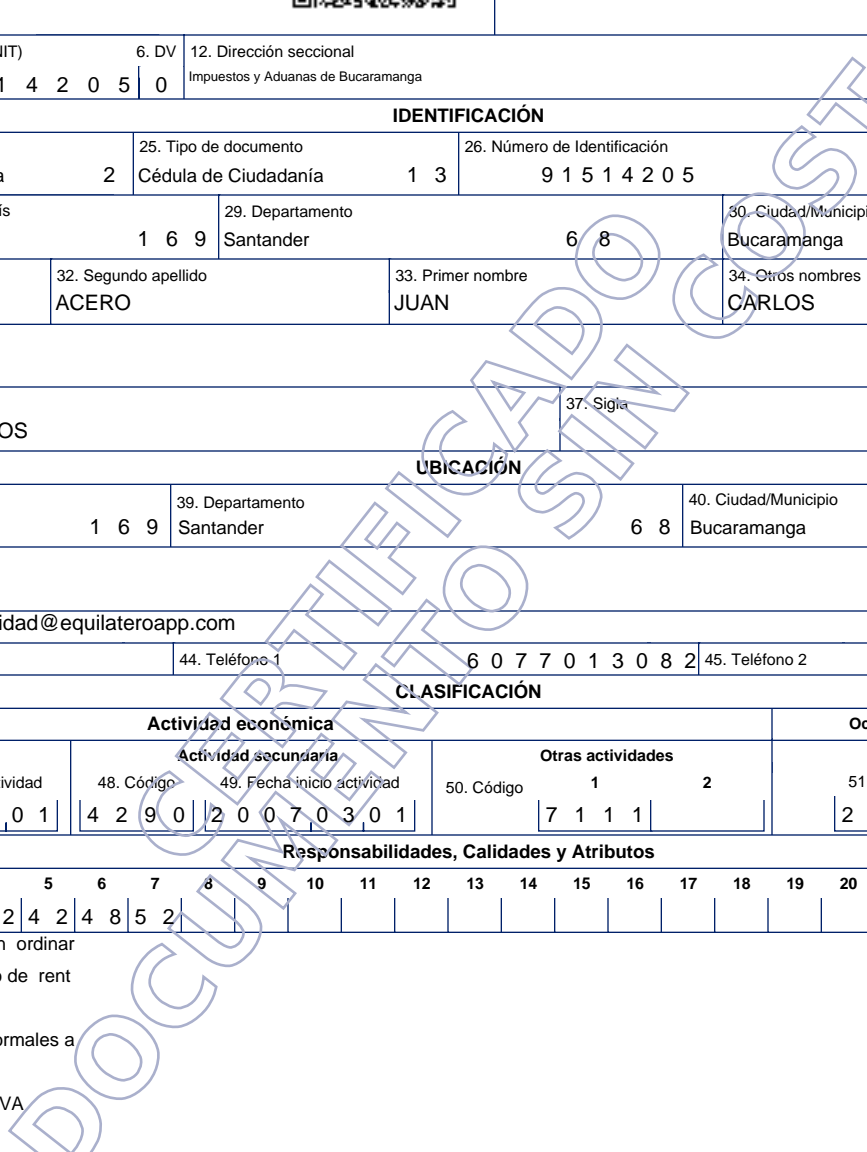 NIT) 6. DV 12. Dirección seccional
1 4 2 0 5 0 Impuestos y Aduanas de Bucaramanga
IDENTIFICACIÓN
25. Tipo de documento 26. Número de Identificación
a 2 Cédula de Ciudadanía 1 3 9 1 5 1 4 2 0 5
ís 29. Departamento 30. Ciudad/Municipi
1 6 9 Santander 6 8 Bucaramanga
32. Segundo apellido 33. Primer nombre 34. Otros nombres
ACERO JUAN CARLOS
37. Sigla
OS
UBICACIÓN
39. Departamento 40. Ciudad/Municipio
1 6 9 Santander 6 8 Bucaramanga
idad@equilateroapp.com
44. Teléfono 1 6 0 7 7 0 1 3 0 8 2 45. Teléfono 2
CLASIFICACIÓN
Actividad económica Oc
Actividad secundaria Otras actividades
ividad 48. Código 49. Fecha inicio actividad 50. Código 1 2 51
0 1 4 2 9 0 2 0 0 7 0 3 0 1 7 1 1 1 2
Responsabilidades, Calidades y Atributos
5 6 7 8 9 10 11 12 13 14 15 16 17 18 19 20
2 4 2 4 8 5 2
n ordinar
o de rent
ormales a
VA
CERTIFICADO
DOCUMENTO SIN COST